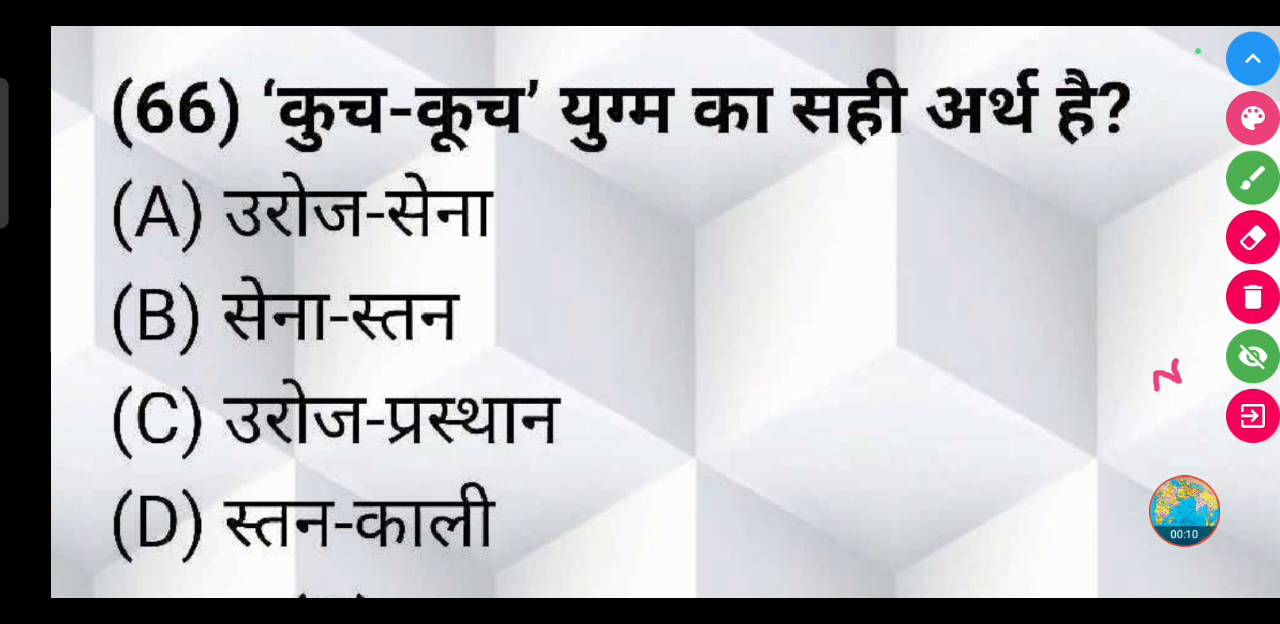 (66) ‘कुच-कूच’ युग्म का सही अर्थ है?
(A) उरोज-सेना
(B) सेना-स्तन
(C) उरोज-प्रस्थान
(D) स्तन-काली
00:10